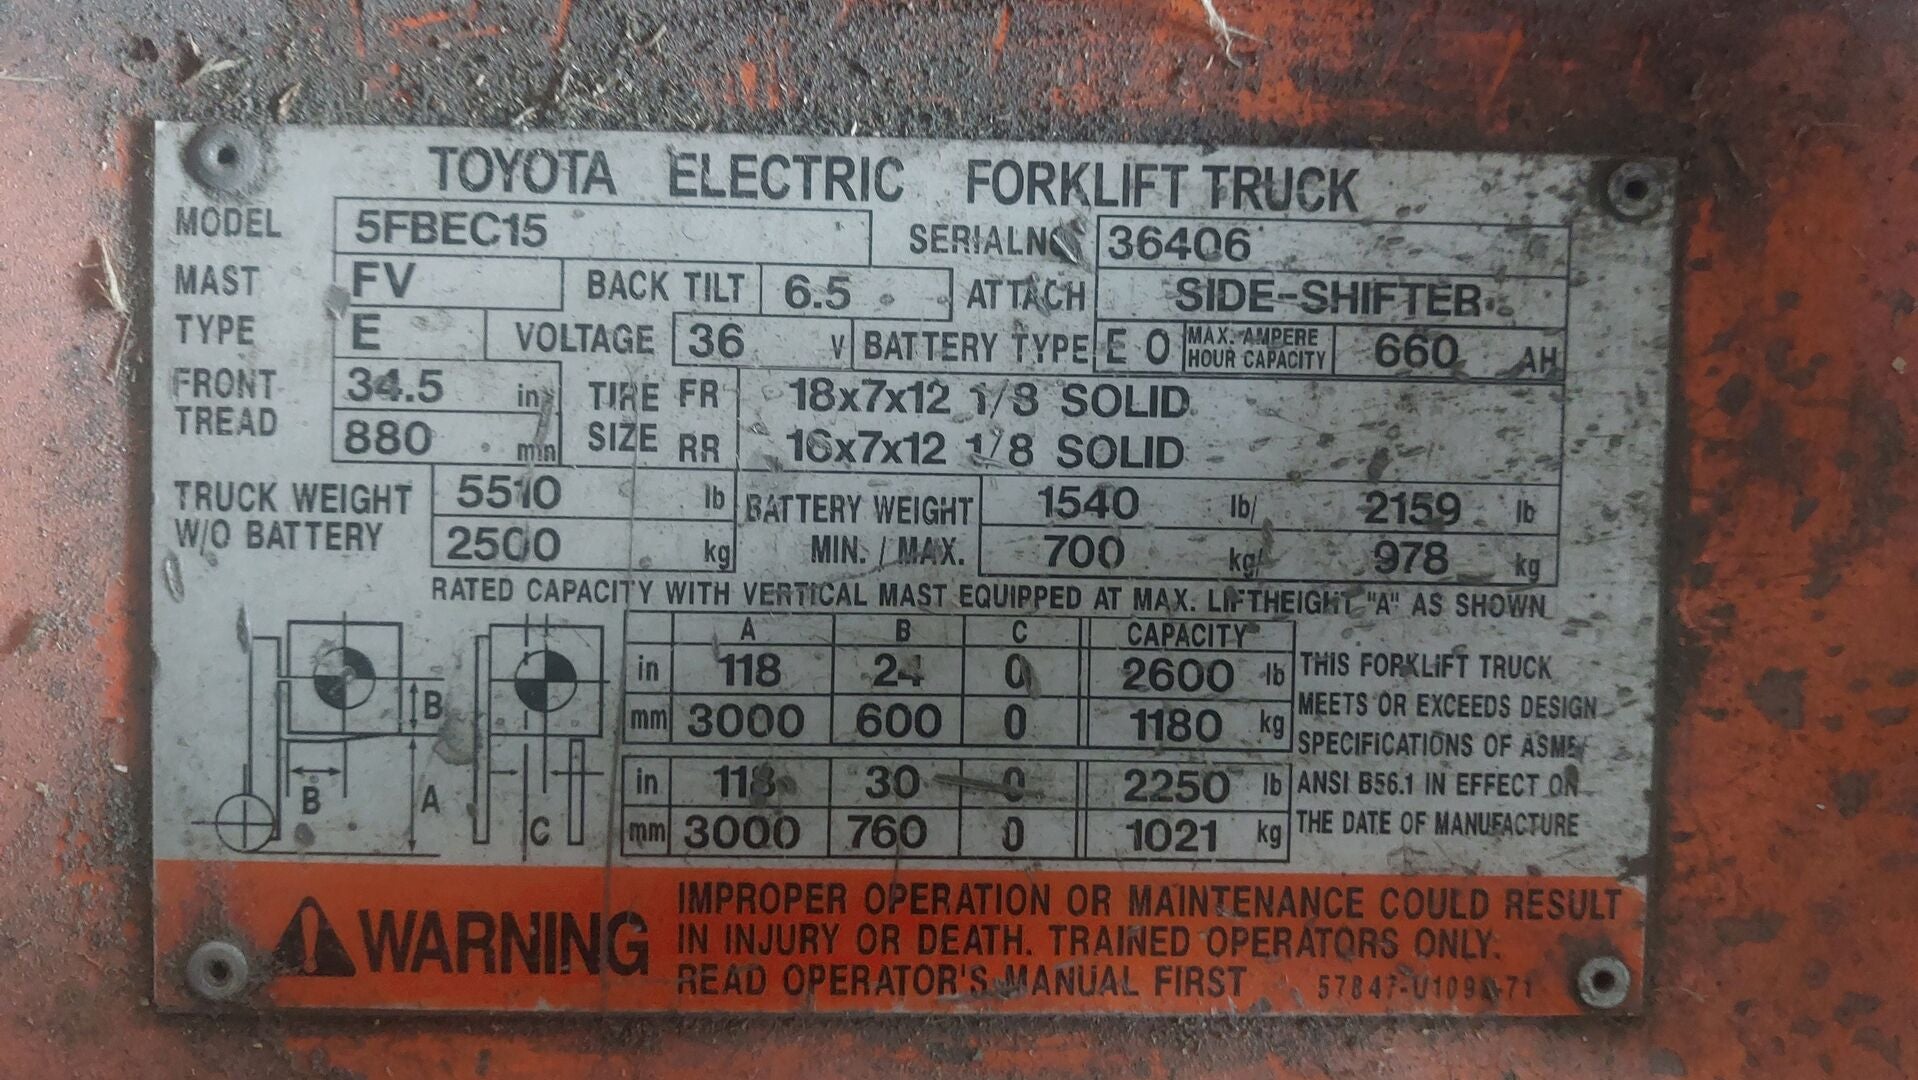 TOYOTA ELECTRIC FORKLIFT TRUCK
MODEL 5FBEC15 SERIAL NO 36406
MAST FV BACK TILT 6.5 ATTACH SIDE-SHIFTER
TYPE E VOLTAGE 36 V BATTERY TYPE E O MAX. AMPERE HOUR CAPACITY 660 AH
FRONT TREAD 34.5 in TIRE SIZE FR 18x7x12 1/8 SOLID
880 mm RR 16x7x12 1/8 SOLID
TRUCK WEIGHT W/O BATTERY 5510 lb BATTERY WEIGHT 1540 lb/ 2159 lb
2500 kg MIN. / MAX. 700 kg/ 978 kg
RATED CAPACITY WITH VERTICAL MAST EQUIPPED AT MAX. LIFTHEIGHT "A" AS SHOWN
A B C CAPACITY
in 118 24 0 2600 lb
mm 3000 600 0 1180 kg
in 118 30 0 2250 lb
mm 3000 760 0 1021 kg
B
B
A
C
THIS FORKLIFT TRUCK
MEETS OR EXCEEDS DESIGN
SPECIFICATIONS OF ASME/
ANSI B56.1 IN EFFECT ON
THE DATE OF MANUFACTURE
WARNING
IMPROPER OPERATION OR MAINTENANCE COULD RESULT
IN INJURY OR DEATH. TRAINED OPERATORS ONLY.
READ OPERATOR'S MANUAL FIRST